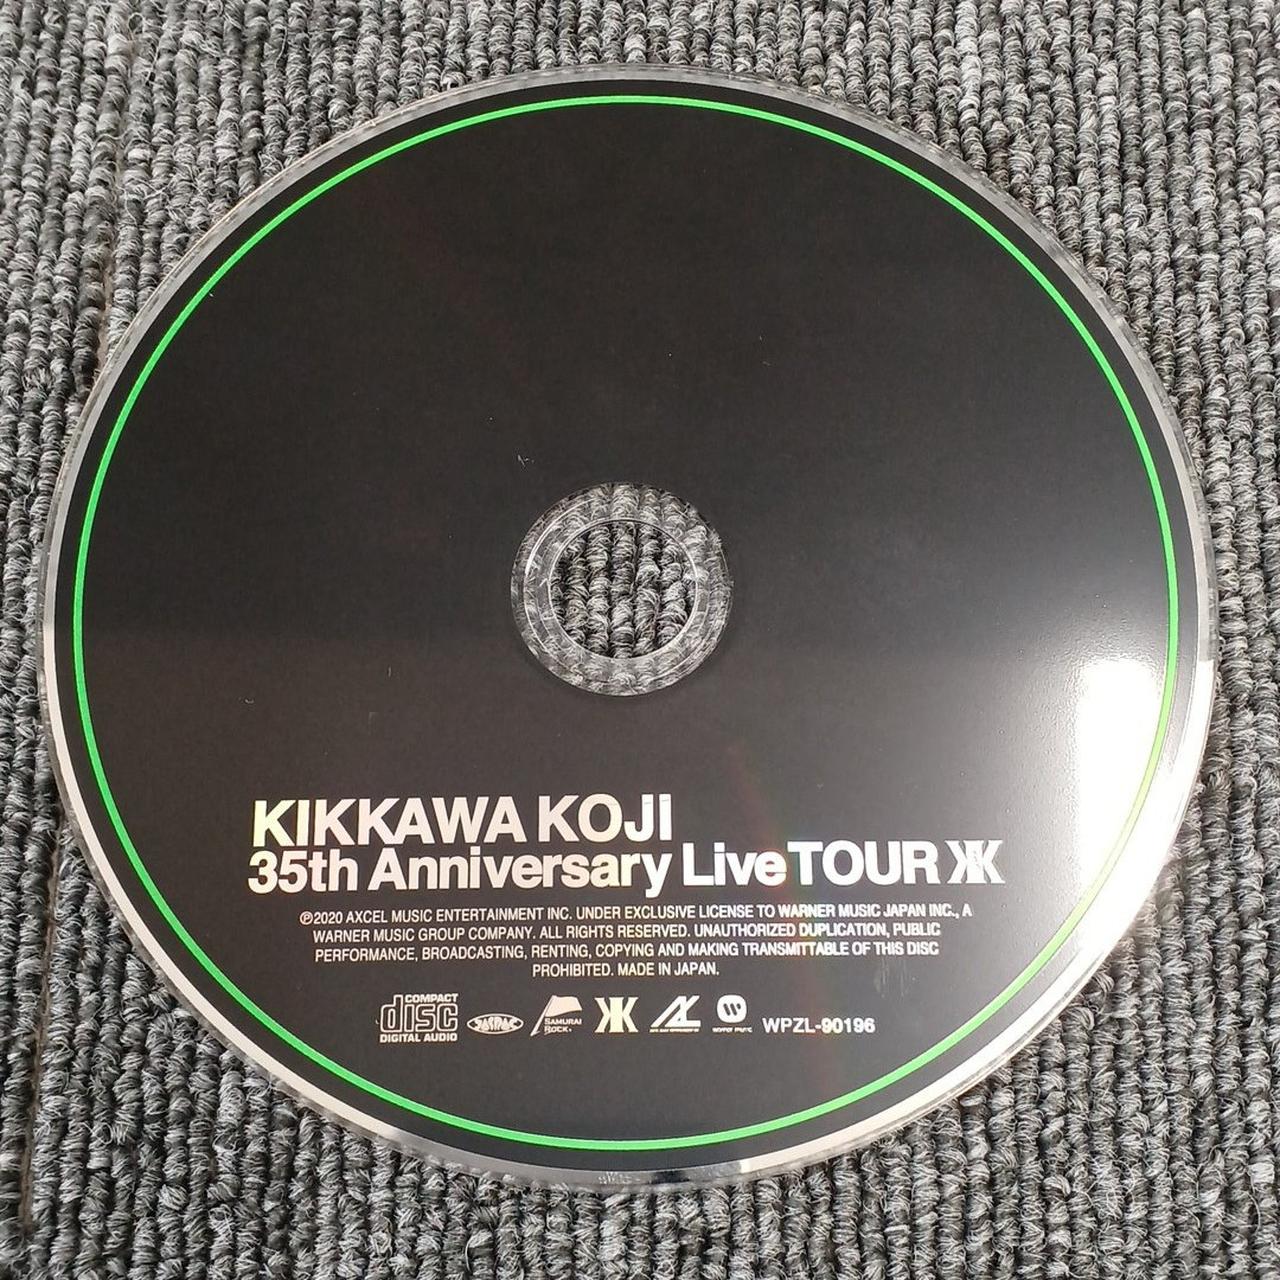 KIKKAWA KOJI
35th Anniversary Live TOUR
℗2020 AXCEL MUSIC ENTERTAINMENT INC. UNDER EXCLUSIVE LICENSE TO WARNER MUSIC JAPAN INC., A
WARNER MUSIC GROUP COMPANY. ALL RIGHTS RESERVED. UNAUTHORIZED DUPLICATION, PUBLIC
PERFORMANCE, BROADCASTING, RENTING, COPYING AND MAKING TRANSMITTABLE OF THIS DISC
PROHIBITED. MADE IN JAPAN.
COMPACT
disc
DIGITAL AUDIO
JASRAC
SAMURAI
ROCK
WPZL-90196